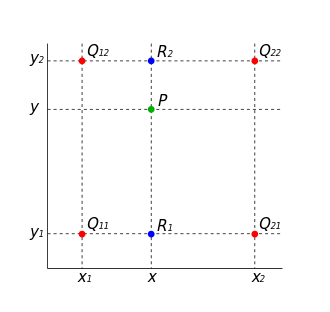 y₂ Q₁₂ R₂ Q₂₂
y P
y₁ Q₁₁ R₁ Q₂₁
x₁ x x₂